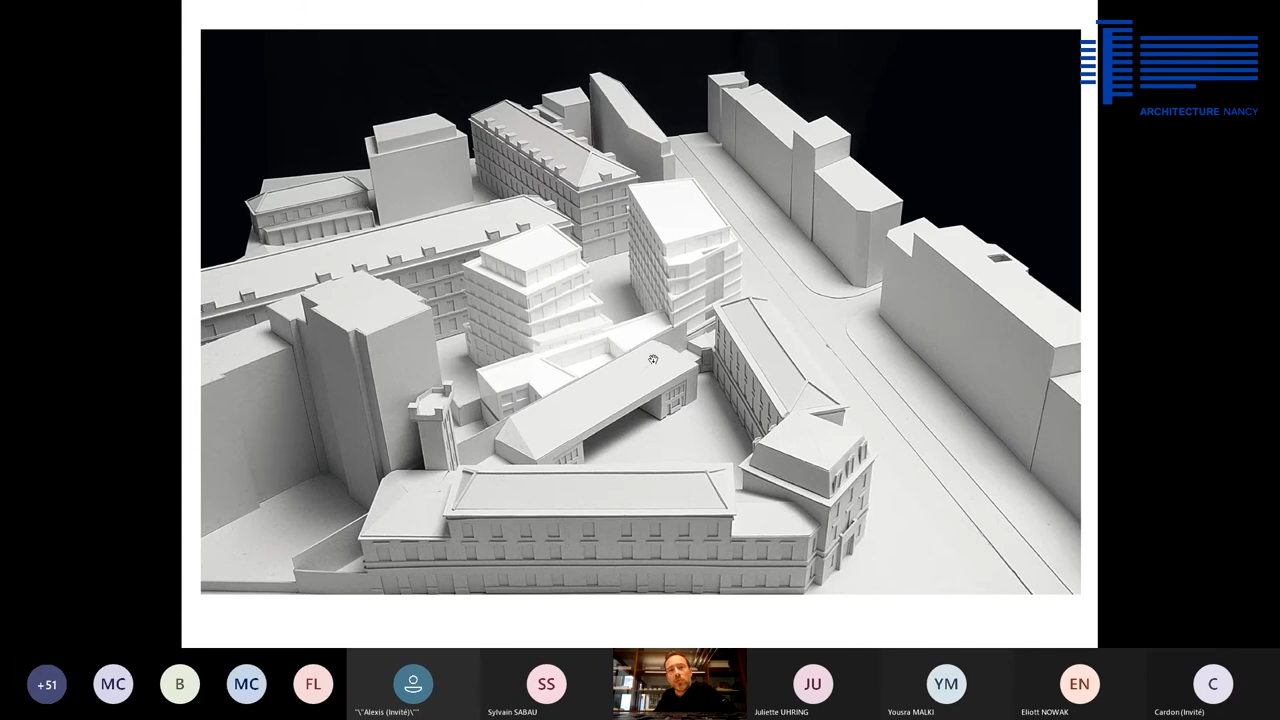 ARCHITECTURE NANCY
+51
MC
B
MC
FL
"\"Alexis (Invité)\""
SS
Sylvain SABAU
JU
Juliette UHRING
YM
Yousra MALKI
EN
Eliott NOWAK
C
Cardon (Invité)